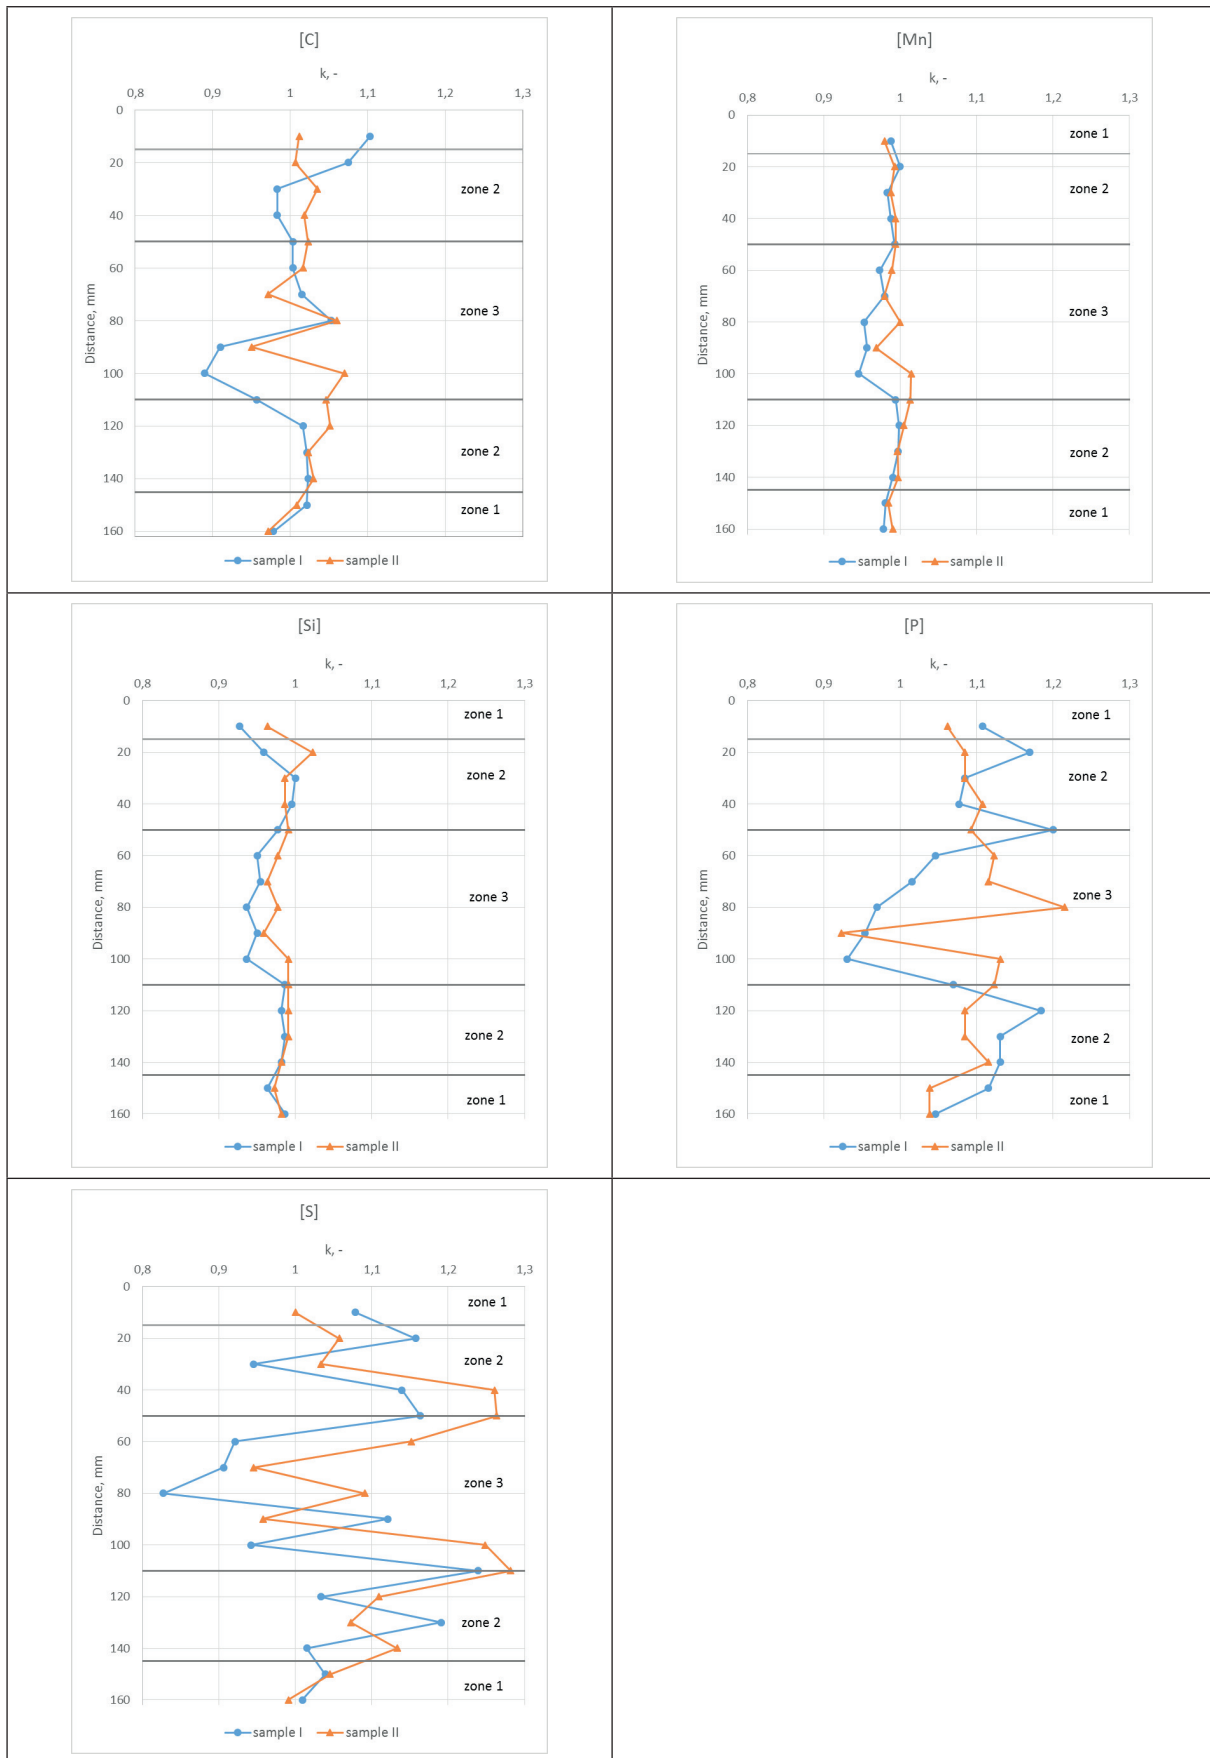 [C]
k, -
0,8 0,9 1 1,1 1,2 1,3
0
20
zone 2
40
60
Distance, mm
zone 3
80
100
120
zone 2
140
zone 1
160
sample I sample II
[Mn]
k, -
0,8 0,9 1 1,1 1,2 1,3
0
zone 1
20
zone 2
40
60
Distance, mm
zone 3
80
100
120
zone 2
140
zone 1
160
sample I sample II
[Si]
k, -
0,8 0,9 1 1,1 1,2 1,3
0
zone 1
20
zone 2
40
60
Distance, mm
zone 3
80
100
120
zone 2
140
zone 1
160
sample I sample II
[P]
k, -
0,8 0,9 1 1,1 1,2 1,3
0
zone 1
20
zone 2
40
60
Distance, mm
zone 3
80
100
120
zone 2
140
zone 1
160
sample I sample II
[S]
k, -
0,8 0,9 1 1,1 1,2 1,3
0
zone 1
20
zone 2
40
60
Distance, mm
zone 3
80
100
120
zone 2
140
zone 1
160
sample I sample II